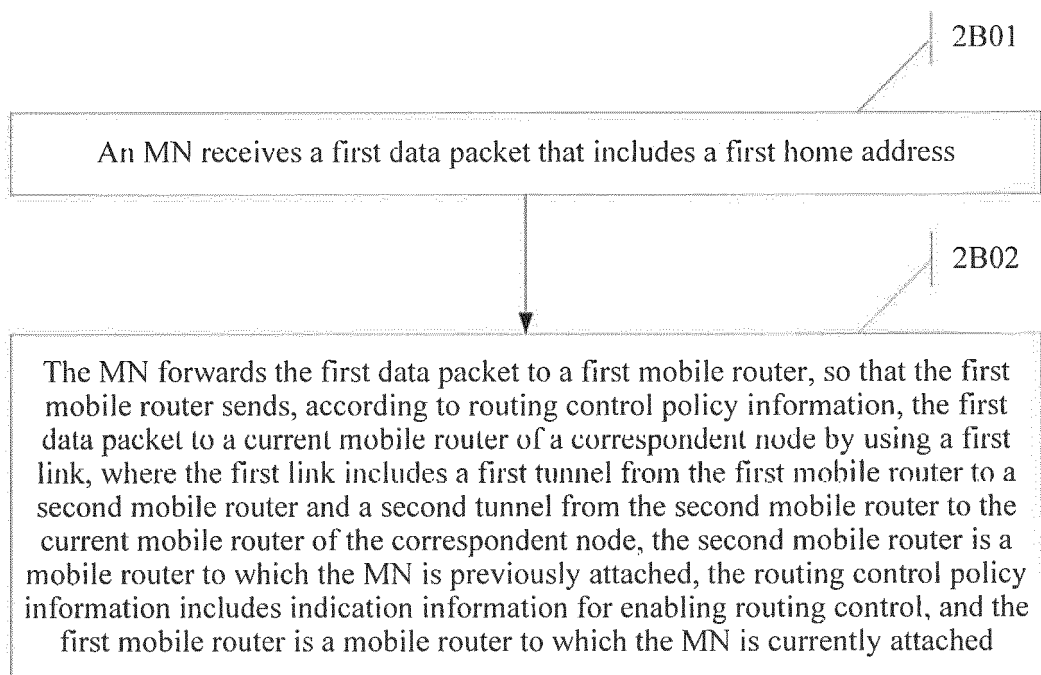 2B01
An MN receives a first data packet that includes a first home address
2B02
The MN forwards the first data packet to a first mobile router, so that the first
mobile router sends, according to routing control policy information, the first
data packet to a current mobile router of a correspondent node by using a first
link, where the first link includes a first tunnel from the first mobile router to a
second mobile router and a second tunnel from the second mobile router to the
current mobile router of the correspondent node, the second mobile router is a
mobile router to which the MN is previously attached, the routing control policy
information includes indication information for enabling routing control, and the
first mobile router is a mobile router to which the MN is currently attached